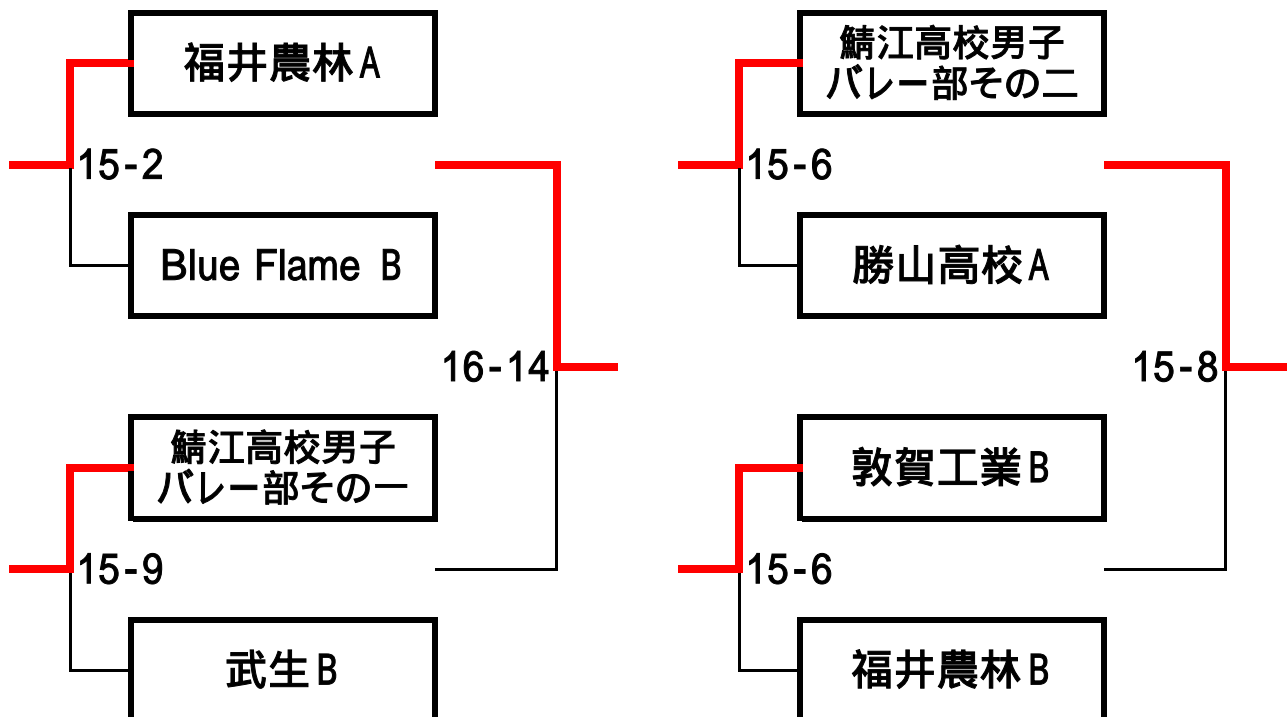 福井農林A
15-2
Blue Flame B
16-14
鯖江高校男子
バレー部その一
15-9
武生B
鯖江高校男子
バレー部その二
15-6
勝山高校A
15-8
敦賀工業B
15-6
福井農林B